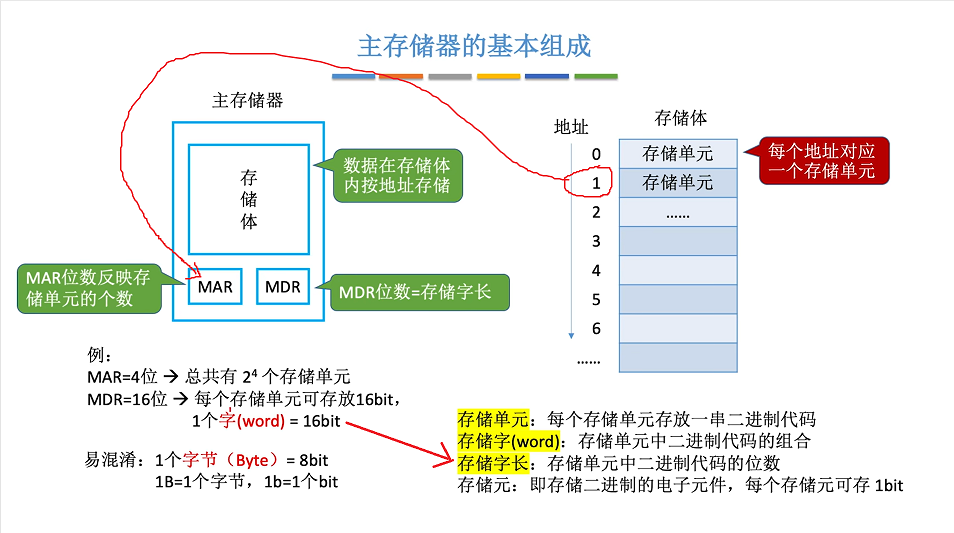 主存储器的基本组成
主存储器
存
储
体
MAR
MDR
数据在存储体
内按地址存储
MAR位数反映存
储单元的个数
MDR位数=存储字长
地址
存储体
0
存储单元
1
存储单元
2
……
3
4
5
6
……
每个地址对应
一个存储单元
例：
MAR=4位 → 总共有 2⁴ 个存储单元
MDR=16位 → 每个存储单元可存放16bit，
1个字(word) = 16bit
易混淆：1个字节（Byte）= 8bit
1B=1个字节，1b=1个bit
存储单元：每个存储单元存放一串二进制代码
存储字(word)：存储单元中二进制代码的组合
存储字长：存储单元中二进制代码的位数
存储元：即存储二进制的电子元件，每个存储元可存 1bit